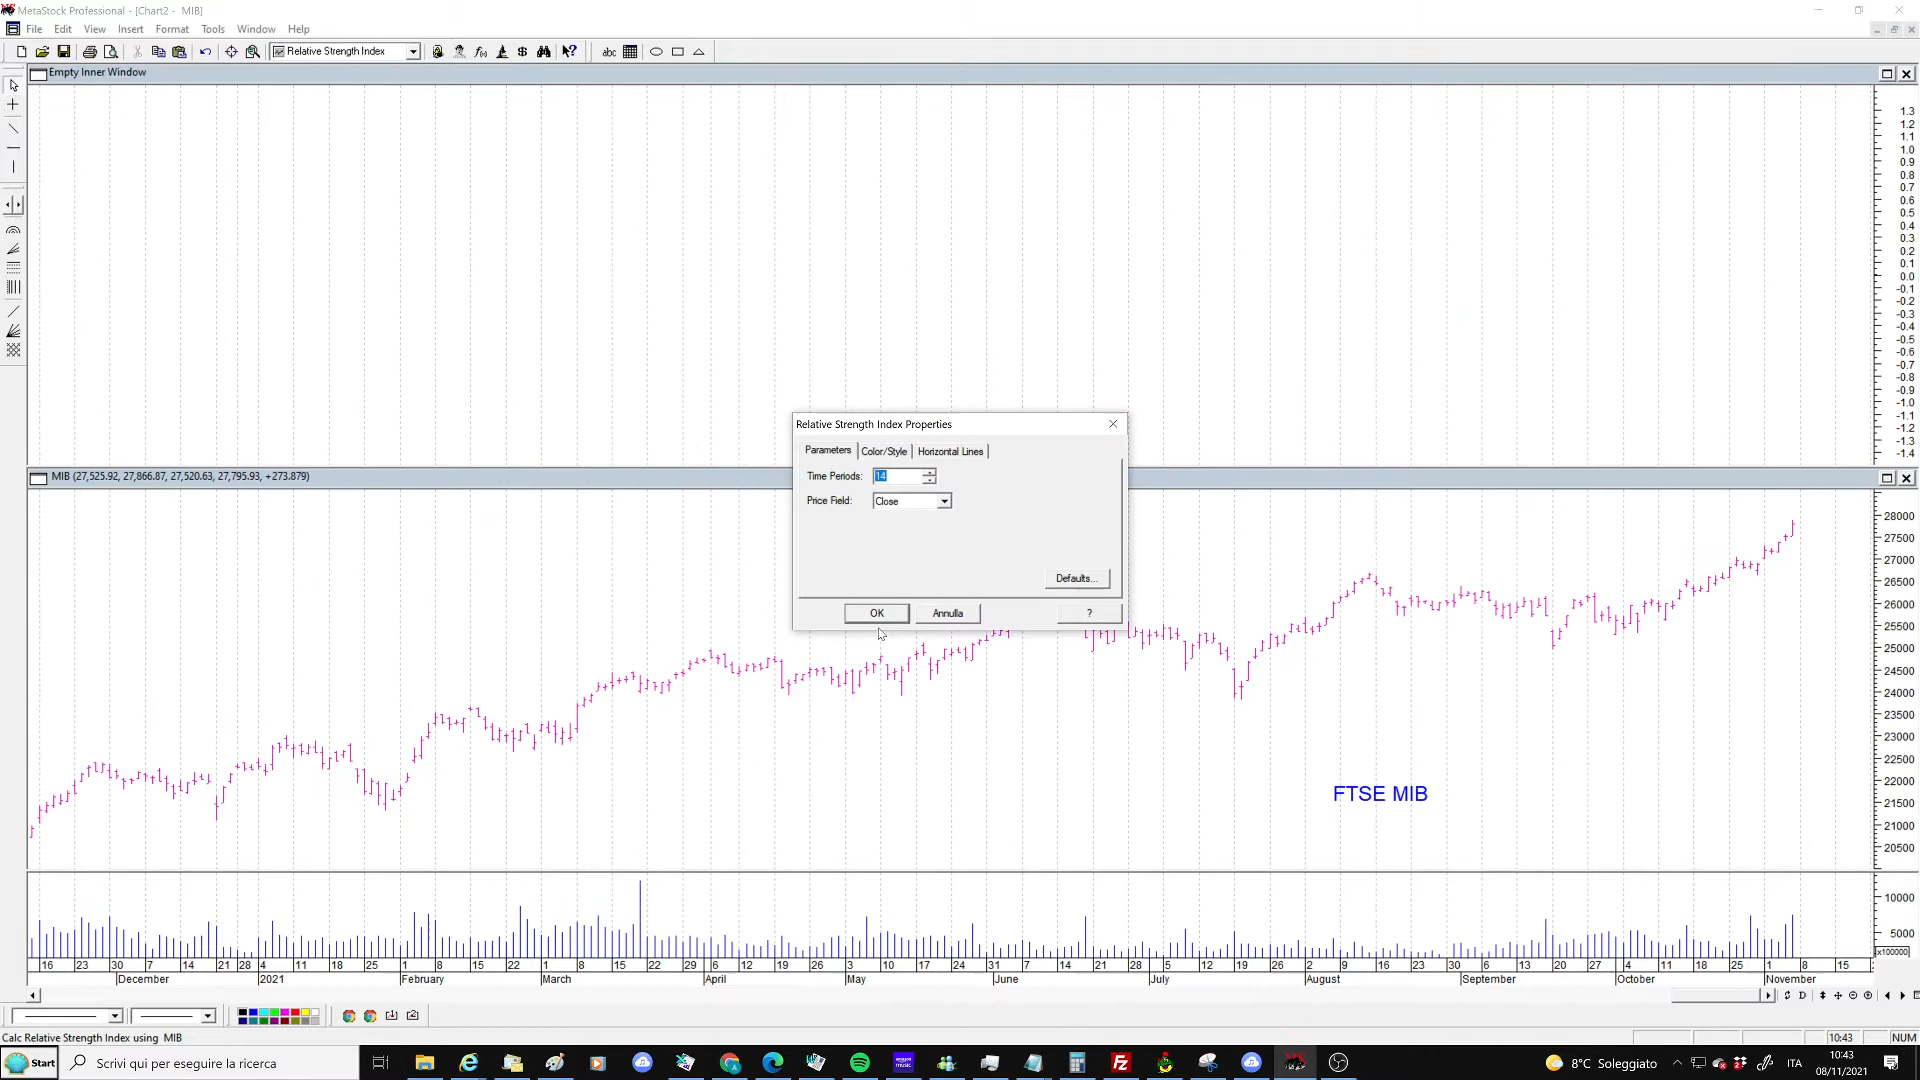 MetaStock Professional - [Chart2 - MIB]
File Edit View Insert Format Tools Window Help
Relative Strength Index
abc
Empty Inner Window
1.3
1.2
1.1
1.0
0.9
0.8
0.7
0.6
0.5
0.4
0.3
0.2
0.1
0.0
-0.1
-0.2
-0.3
-0.4
-0.5
-0.6
-0.7
-0.8
-0.9
-1.0
-1.1
-1.2
-1.3
-1.4
Relative Strength Index Properties
Parameters Color/Style Horizontal Lines
Time Periods: 14
Price Field: Close
Defaults...
OK Annulla ?
MIB (27,525.92, 27,866.87, 27,520.63, 27,795.93, +273.879)
28000
27500
27000
26500
26000
25500
25000
24500
24000
23500
23000
22500
22000
21500
21000
20500
FTSE MIB
10000
5000
x100000
16 23 30 7 14 21 28 4 11 18 25 1 8 15 22 1 8 15 22 29 6 12 19 26 3 10 17 24 31 7 14 21 28 5 12 19 26 2 9 16 23 30 6 13 20 27 4 11 18 25 1 8 15
December 2021 February March April May June July August September October November
Calc Relative Strength Index using MIB
10:43 NUM
Start Scrivi qui per eseguire la ricerca
8°C Soleggiato ITA
10:43
08/11/2021